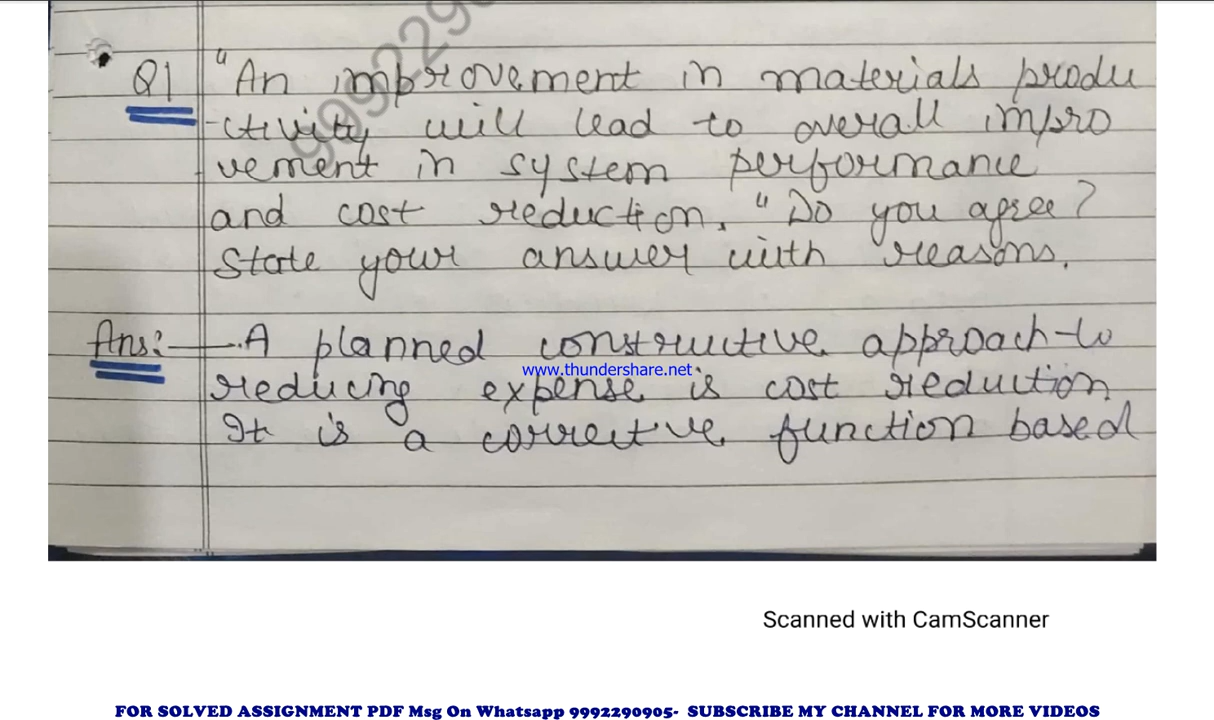 Q1 "An improvement in materials produ
-ctivity will lead to overall impro
vement in system performance
and cost reduction. "Do you agree?
State your answer with reasons.
Ans:— A planned constructive approach to
www.thundershare.net
reducing expense is cost reduction
It is a corrective function based
Scanned with CamScanner
FOR SOLVED ASSIGNMENT PDF Msg On Whatsapp 9992290905- SUBSCRIBE MY CHANNEL FOR MORE VIDEOS